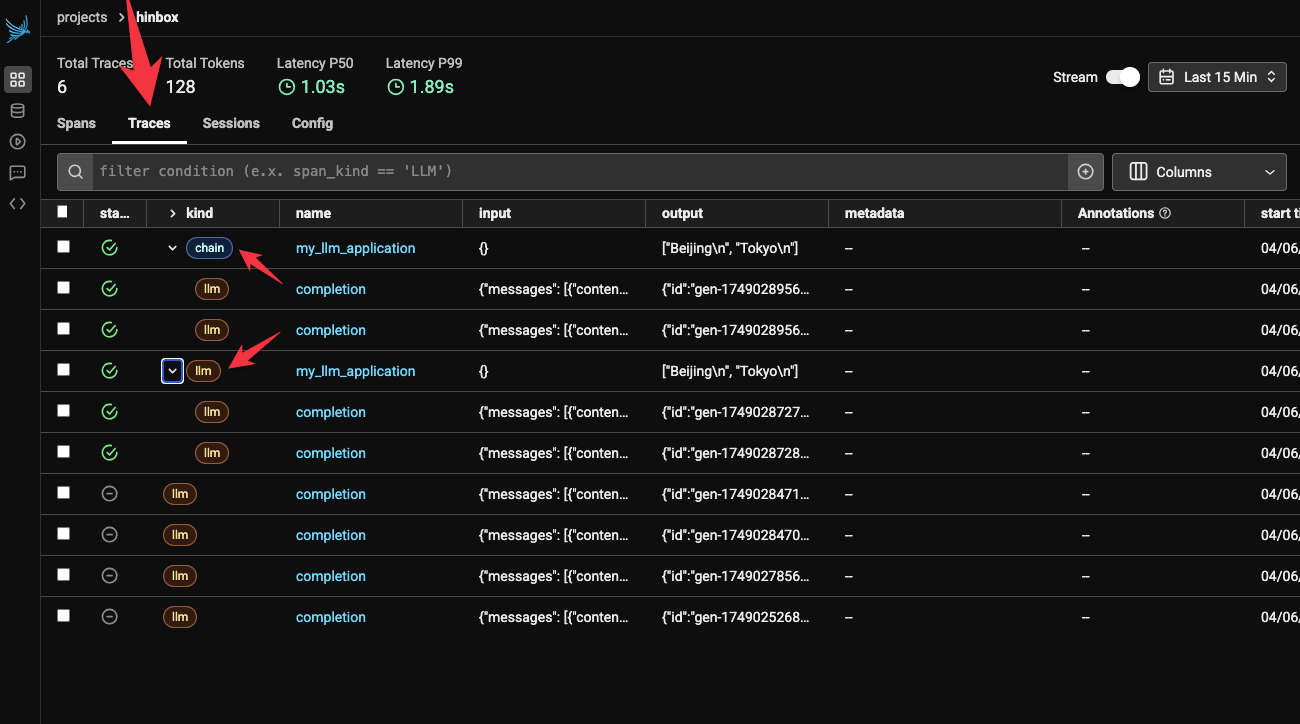 projects > hinbox
Total Traces Total Tokens Latency P50 Latency P99
6 128 1.03s 1.89s
Stream Last 15 Min
Spans Traces Sessions Config
filter condition (e.x. span_kind == 'LLM') Columns
sta... kind name input output metadata Annotations start ti
chain my_llm_application {} ["Beijing\n", "Tokyo\n"] -- -- 04/06/
llm completion {"messages": [{"conten... {"id":"gen-1749028956... -- -- 04/06/
llm completion {"messages": [{"conten... {"id":"gen-1749028956... -- -- 04/06/
llm my_llm_application {} ["Beijing\n", "Tokyo\n"] -- -- 04/06/
llm completion {"messages": [{"conten... {"id":"gen-1749028727... -- -- 04/06/
llm completion {"messages": [{"conten... {"id":"gen-1749028728... -- -- 04/06/
llm completion {"messages": [{"conten... {"id":"gen-1749028471... -- -- 04/06/
llm completion {"messages": [{"conten... {"id":"gen-1749028470... -- -- 04/06/
llm completion {"messages": [{"conten... {"id":"gen-1749027856... -- -- 04/06/
llm completion {"messages": [{"conten... {"id":"gen-1749025268... -- -- 04/06/